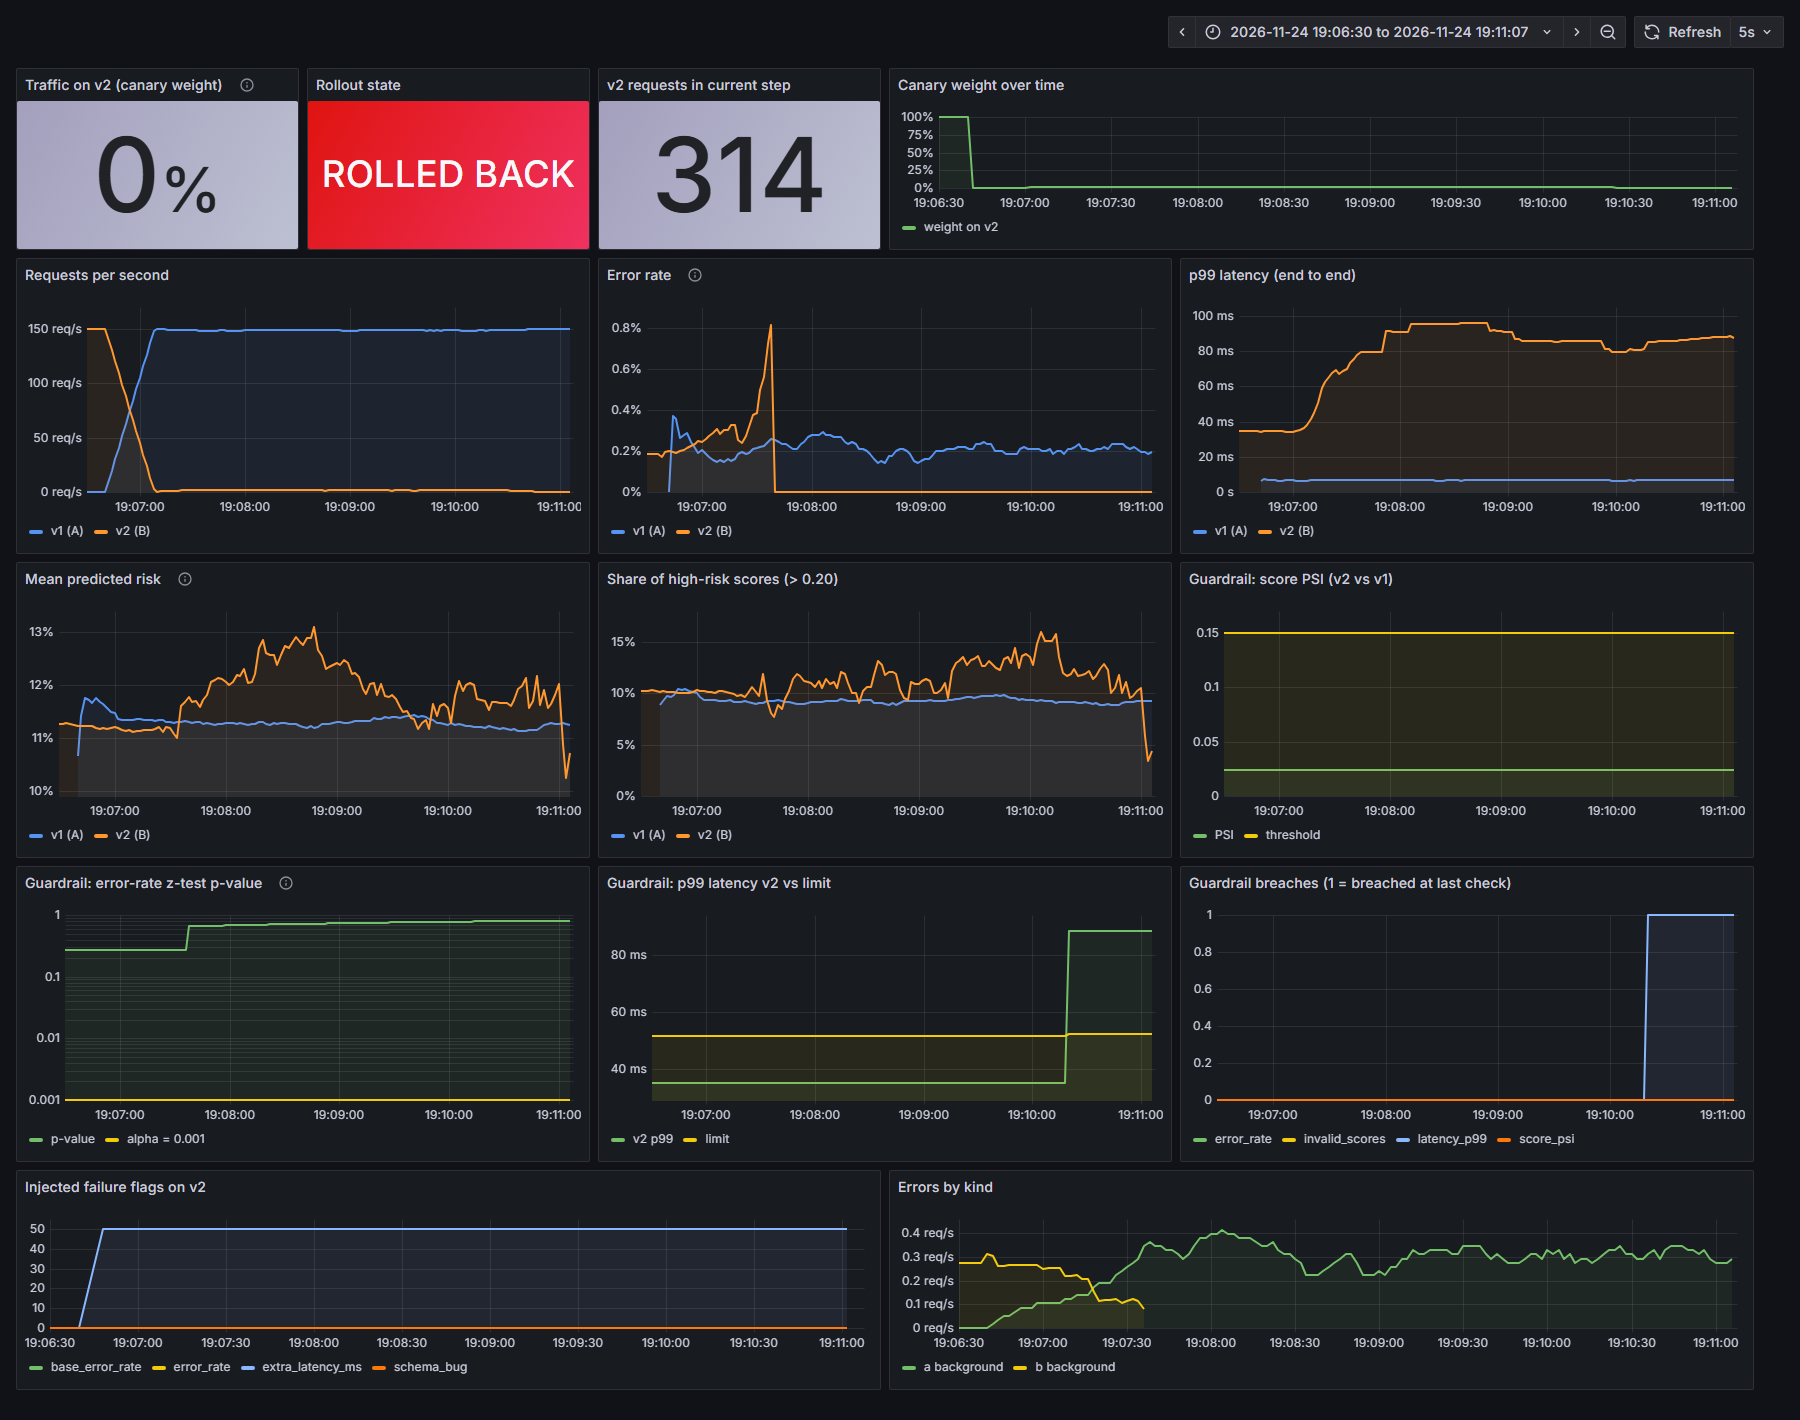 2026-11-24 19:06:30 to 2026-11-24 19:11:07
Refresh
5s
Traffic on v2 (canary weight)
0%
Rollout state
ROLLED BACK
v2 requests in current step
314
Canary weight over time
100%
75%
50%
25%
0%
19:06:30 19:07:00 19:07:30 19:08:00 19:08:30 19:09:00 19:09:30 19:10:00 19:10:30 19:11:00
weight on v2
Requests per second
150 req/s
100 req/s
50 req/s
0 req/s
19:07:00 19:08:00 19:09:00 19:10:00 19:11:00
v1 (A) v2 (B)
Error rate
0.8%
0.6%
0.4%
0.2%
0%
19:07:00 19:08:00 19:09:00 19:10:00 19:11:00
v1 (A) v2 (B)
p99 latency (end to end)
100 ms
80 ms
60 ms
40 ms
20 ms
0 s
19:07:00 19:08:00 19:09:00 19:10:00 19:11:00
v1 (A) v2 (B)
Mean predicted risk
13%
12%
11%
10%
19:07:00 19:08:00 19:09:00 19:10:00 19:11:00
v1 (A) v2 (B)
Share of high-risk scores (> 0.20)
15%
10%
5%
0%
19:07:00 19:08:00 19:09:00 19:10:00 19:11:00
v1 (A) v2 (B)
Guardrail: score PSI (v2 vs v1)
0.15
0.1
0.05
0
19:07:00 19:08:00 19:09:00 19:10:00 19:11:00
PSI threshold
Guardrail: error-rate z-test p-value
1
0.1
0.01
0.001
19:07:00 19:08:00 19:09:00 19:10:00 19:11:00
p-value alpha = 0.001
Guardrail: p99 latency v2 vs limit
80 ms
60 ms
40 ms
19:07:00 19:08:00 19:09:00 19:10:00 19:11:00
v2 p99 limit
Guardrail breaches (1 = breached at last check)
1
0.8
0.6
0.4
0.2
0
19:07:00 19:08:00 19:09:00 19:10:00 19:11:00
error_rate invalid_scores latency_p99 score_psi
Injected failure flags on v2
50
40
30
20
10
0
19:06:30 19:07:00 19:07:30 19:08:00 19:08:30 19:09:00 19:09:30 19:10:00 19:10:30 19:11:00
base_error_rate error_rate extra_latency_ms schema_bug
Errors by kind
0.4 req/s
0.3 req/s
0.2 req/s
0.1 req/s
0 req/s
19:06:30 19:07:00 19:07:30 19:08:00 19:08:30 19:09:00 19:09:30 19:10:00 19:10:30 19:11:00
a background b background